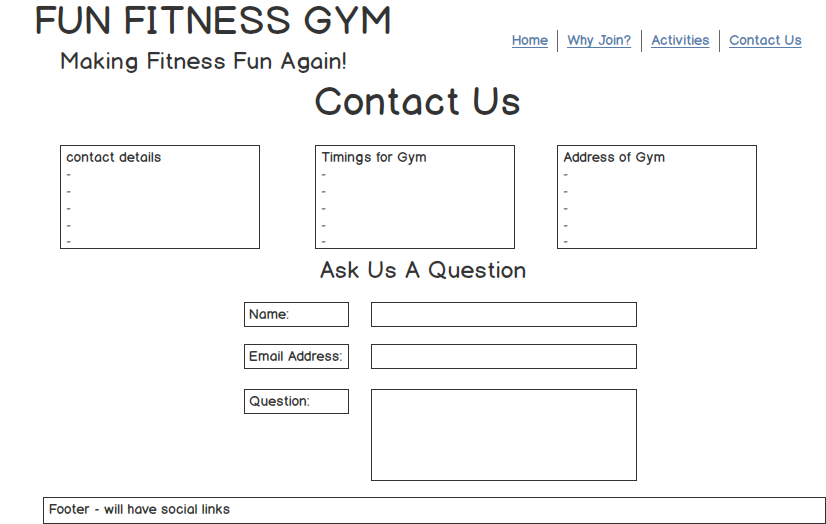 FUN FITNESS GYM
Making Fitness Fun Again!
Home | Why Join? | Activities | Contact Us
Contact Us
contact details
-
-
-
-
-
Timings for Gym
-
-
-
-
-
Address of Gym
-
-
-
-
-
Ask Us A Question
Name:
Email Address:
Question:
Footer - will have social links